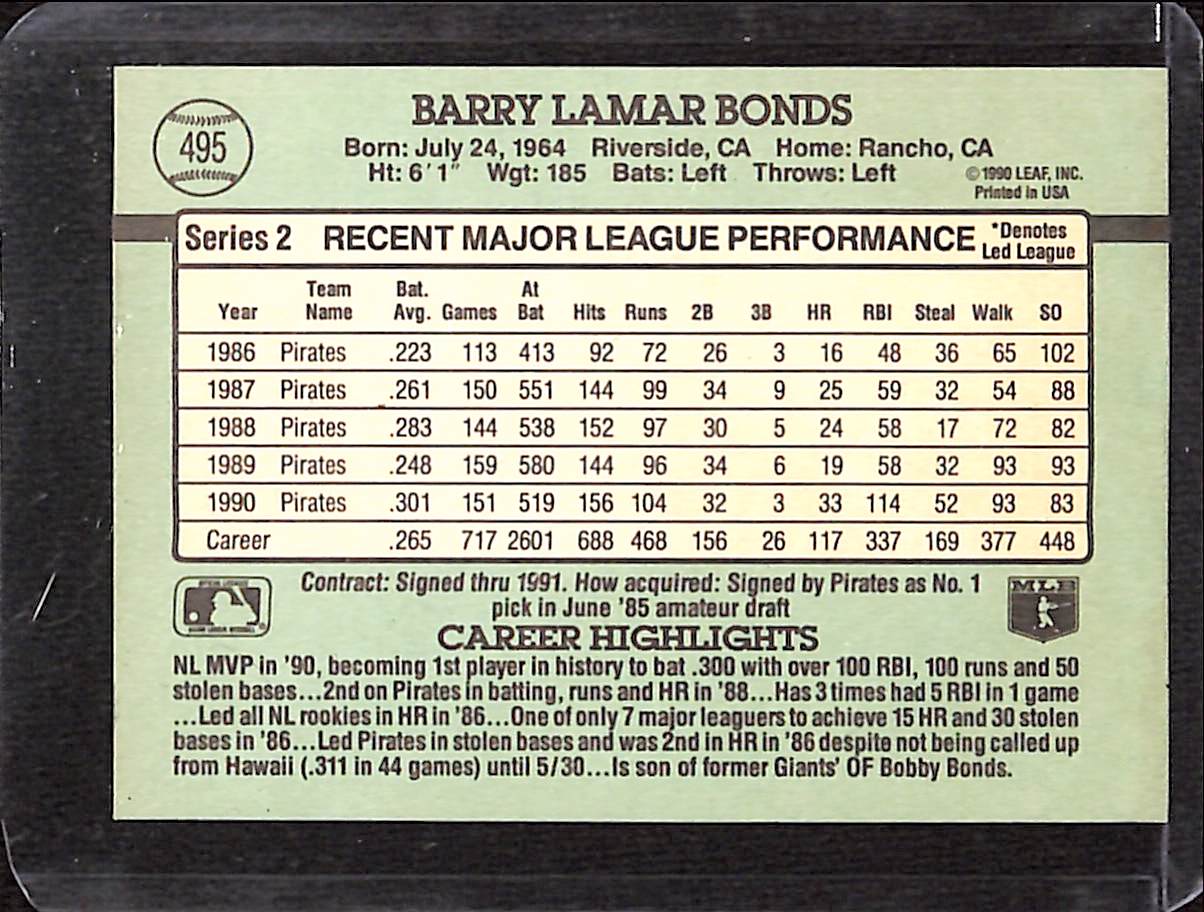 495
BARRY LAMAR BONDS
Born: July 24, 1964 Riverside, CA Home: Rancho, CA
Ht: 6'1" Wgt: 185 Bats: Left Throws: Left
©1990 LEAF, INC.
Printed in USA
Series 2 RECENT MAJOR LEAGUE PERFORMANCE *Denotes
Led League
Team Bat. At
Year Name Avg. Games Bat Hits Runs 2B 3B HR RBI Steal Walk SO
1986 Pirates .223 113 413 92 72 26 3 16 48 36 65 102
1987 Pirates .261 150 551 144 99 34 9 25 59 32 54 88
1988 Pirates .283 144 538 152 97 30 5 24 58 17 72 82
1989 Pirates .248 159 580 144 96 34 6 19 58 32 93 93
1990 Pirates .301 151 519 156 104 32 3 33 114 52 93 83
Career .265 717 2601 688 468 156 26 117 337 169 377 448
Contract: Signed thru 1991. How acquired: Signed by Pirates as No. 1
pick in June '85 amateur draft
MLB
CAREER HIGHLIGHTS
NL MVP in '90, becoming 1st player in history to bat .300 with over 100 RBI, 100 runs and 50
stolen bases...2nd on Pirates in batting, runs and HR in '88...Has 3 times had 5 RBI in 1 game
...Led all NL rookies in HR in '86...One of only 7 major leaguers to achieve 15 HR and 30 stolen
bases in '86...Led Pirates in stolen bases and was 2nd in HR in '86 despite not being called up
from Hawaii (.311 in 44 games) until 5/30...Is son of former Giants' OF Bobby Bonds.